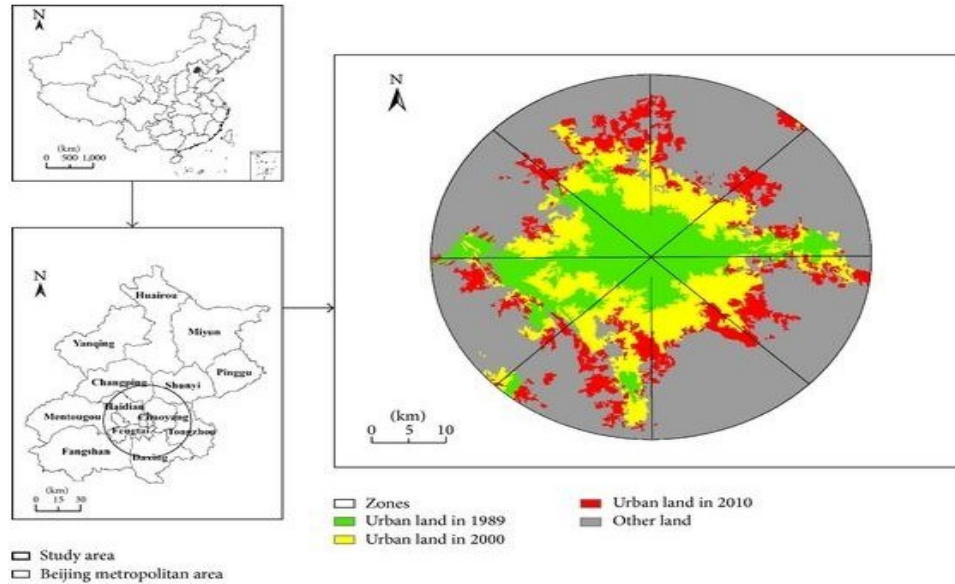 N
(km)
0 500 1,000
N
Huairou
Miyun
Yanqing
Pinggu
Changping
Shunyi
Haidian
Mentougou
Chaoyang
Fengtai
Tongzhou
Fangshan
Daxing
(km)
0 15 30
N
(km)
0 5 10
Zones
Urban land in 1989
Urban land in 2000
Urban land in 2010
Other land
Study area
Beijing metropolitan area